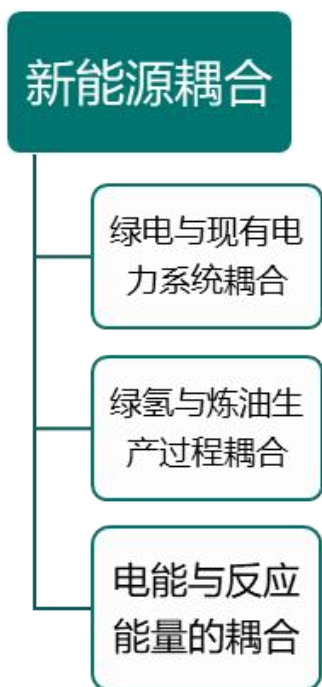 新能源耦合
绿电与现有电
力系统耦合
绿氢与炼油生
产过程耦合
电能与反应
能量的耦合